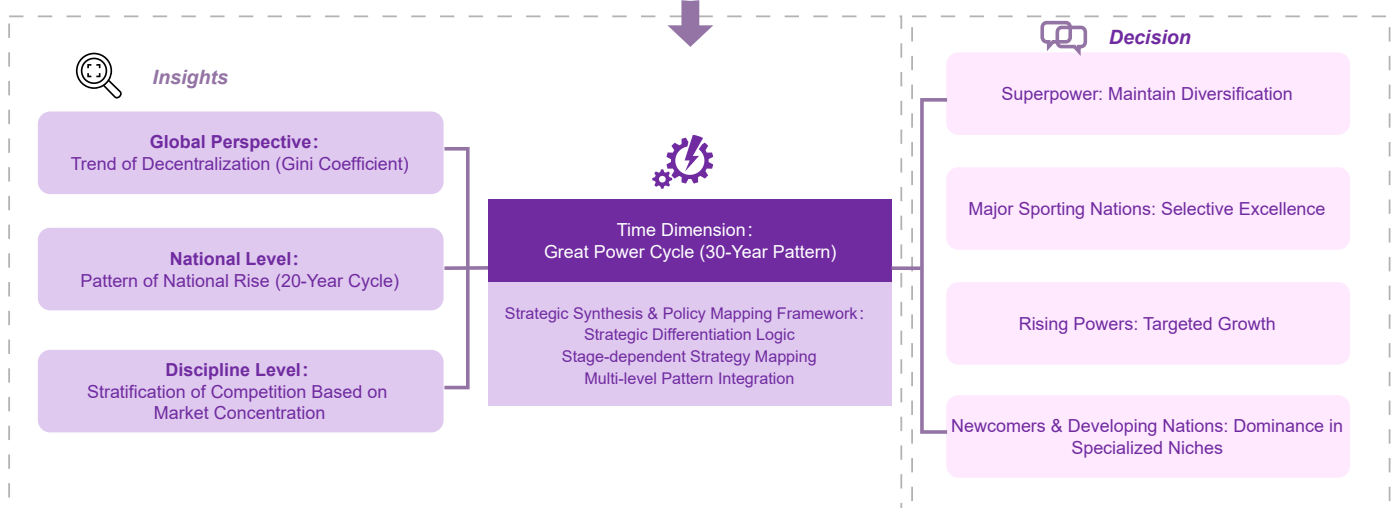 Insights
Global Perspective:
Trend of Decentralization (Gini Coefficient)
National Level:
Pattern of National Rise (20-Year Cycle)
Discipline Level:
Stratification of Competition Based on
Market Concentration
Time Dimension:
Great Power Cycle (30-Year Pattern)
Strategic Synthesis & Policy Mapping Framework:
Strategic Differentiation Logic
Stage-dependent Strategy Mapping
Multi-level Pattern Integration
Decision
Superpower: Maintain Diversification
Major Sporting Nations: Selective Excellence
Rising Powers: Targeted Growth
Newcomers & Developing Nations: Dominance in
Specialized Niches